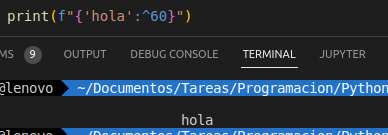 print(f"{'hola':^60}")
MS 9 OUTPUT DEBUG CONSOLE TERMINAL JUPYTER
@lenovo ~/Documentos/Tareas/Programacion/Python
hola
@lenovo ~/Documentos/Tareas/Programacion/Python